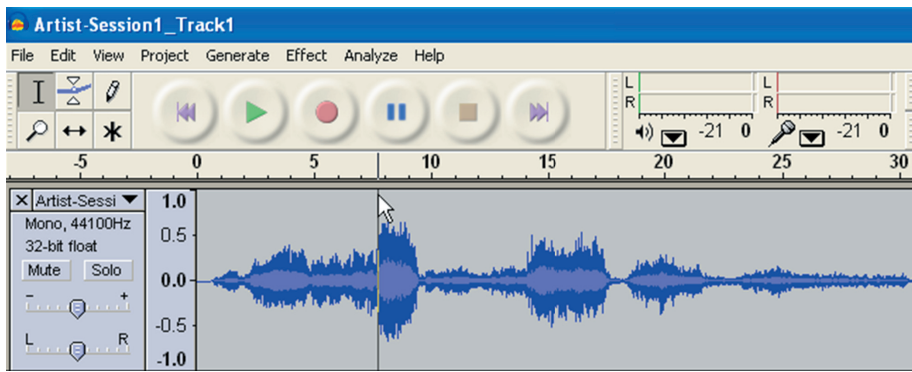 Artist-Session1_Track1
File Edit View Project Generate Effect Analyze Help
L
R
-21 0
L
R
-21 0
-5 0 5 10 15 20 25 30
X Artist-Sessi
Mono, 44100Hz
32-bit float
Mute Solo
- +
L R
1.0
0.5
0.0
-0.5
-1.0